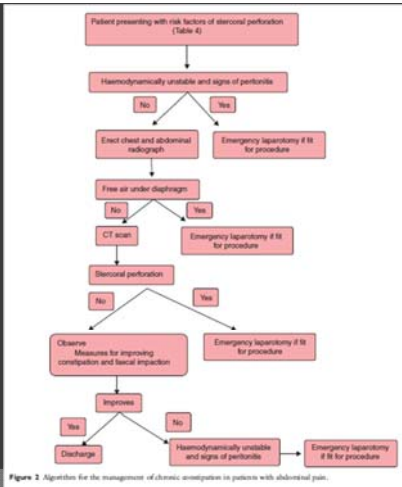 Patient presenting with risk factors of stercoral perforation
(Table 4)
Haemodynamically unstable and signs of peritonitis
No
Yes
Erect chest and abdominal
radiograph
Emergency laparotomy if fit
for procedure
Free air under diaphragm
No
Yes
CT scan
Emergency laparotomy if fit
for procedure
Stercoral perforation
No
Yes
Observe
Measures for improving
constipation and faecal impaction
Emergency laparotomy if fit
for procedure
Improves
Yes
No
Discharge
Haemodynamically unstable
and signs of peritonitis
Emergency laparotomy
if fit for procedure
Figure 2 Algorithm for the management of chronic constipation in patients with abdominal pain.